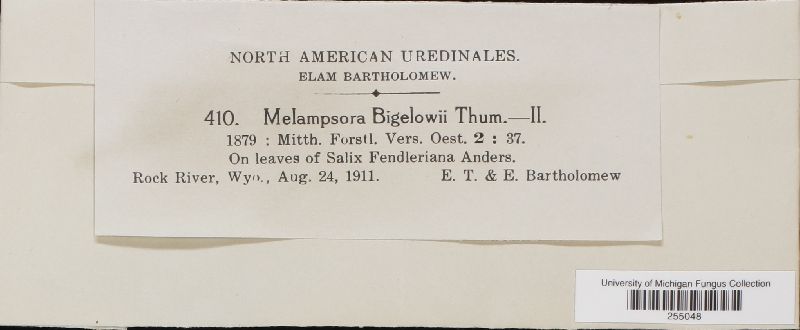 NORTH AMERICAN UREDINALES.
ELAM BARTHOLOMEW.
410. Melampsora Bigelowii Thum.—II.
1879 : Mitth. Forstl. Vers. Oest. 2 : 37.
On leaves of Salix Fendleriana Anders.
Rock River, Wyo., Aug. 24, 1911. E. T. & E. Bartholomew
University of Michigan Fungus Collection
255048